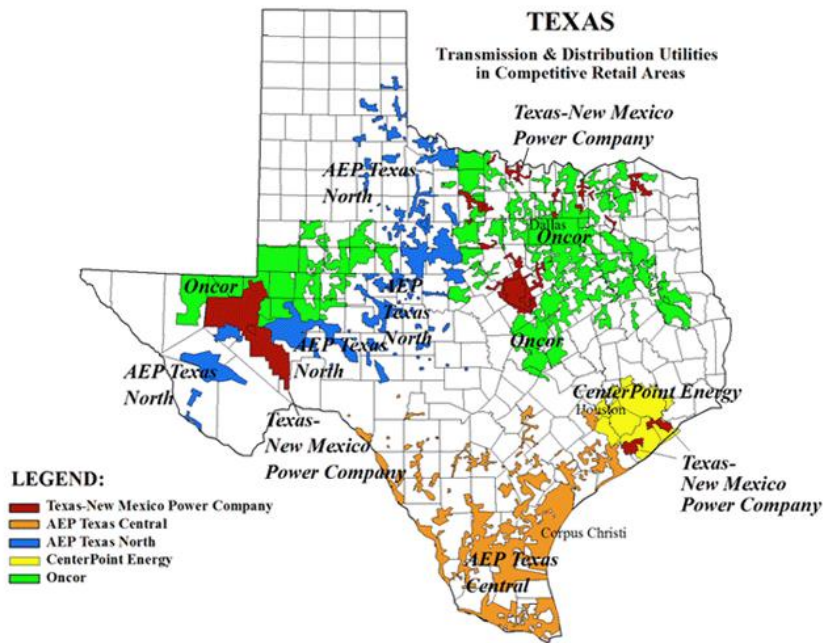 TEXAS
Transmission & Distribution Utilities
in Competitive Retail Areas
Texas-New Mexico
Power Company
AEP Texas
North
Dallas
Oncor
Oncor
AEP
Texas
North
Oncor
AEP Texas
North
AEP Texas
North
CenterPoint Energy
Houston
Texas-
New Mexico
Power Company
Texas-
New Mexico
Power Company
Corpus Christi
AEP Texas
Central
LEGEND:
Texas-New Mexico Power Company
AEP Texas Central
AEP Texas North
CenterPoint Energy
Oncor